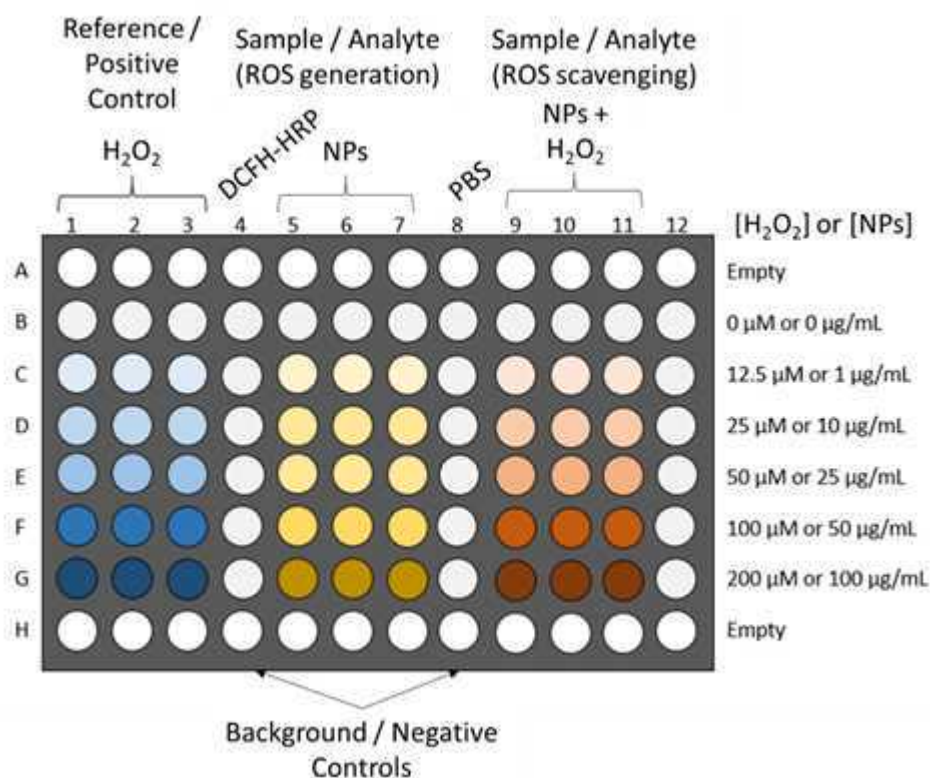 Reference /
Positive
Control
H₂O₂
DCFH-HRP
Sample / Analyte
(ROS generation)
NPs
PBS
Sample / Analyte
(ROS scavenging)
NPs +
H₂O₂
1 2 3 4 5 6 7 8 9 10 11 12 [H₂O₂] or [NPs]
A Empty
B 0 µM or 0 µg/mL
C 12.5 µM or 1 µg/mL
D 25 µM or 10 µg/mL
E 50 µM or 25 µg/mL
F 100 µM or 50 µg/mL
G 200 µM or 100 µg/mL
H Empty
Background / Negative
Controls